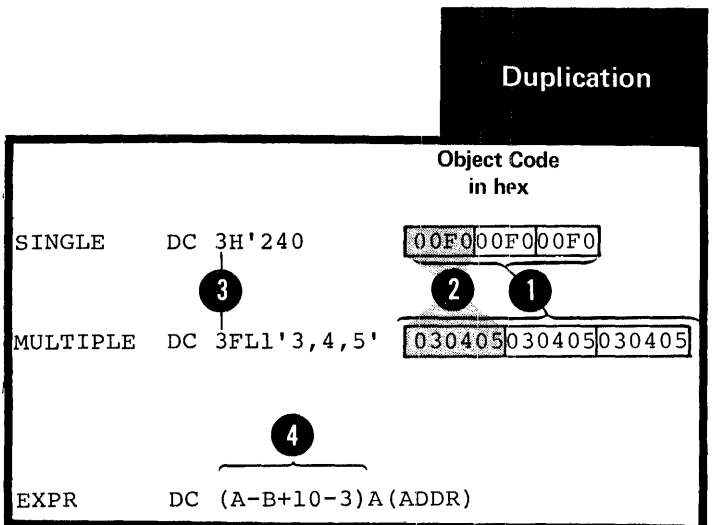 Duplication
Object Code
in hex
SINGLE DC 3H'240 00F0 00F0 00F0
3 2 1
MULTIPLE DC 3FL1'3,4,5' 030405 030405 030405
4
EXPR DC (A-B+10-3)A(ADDR)